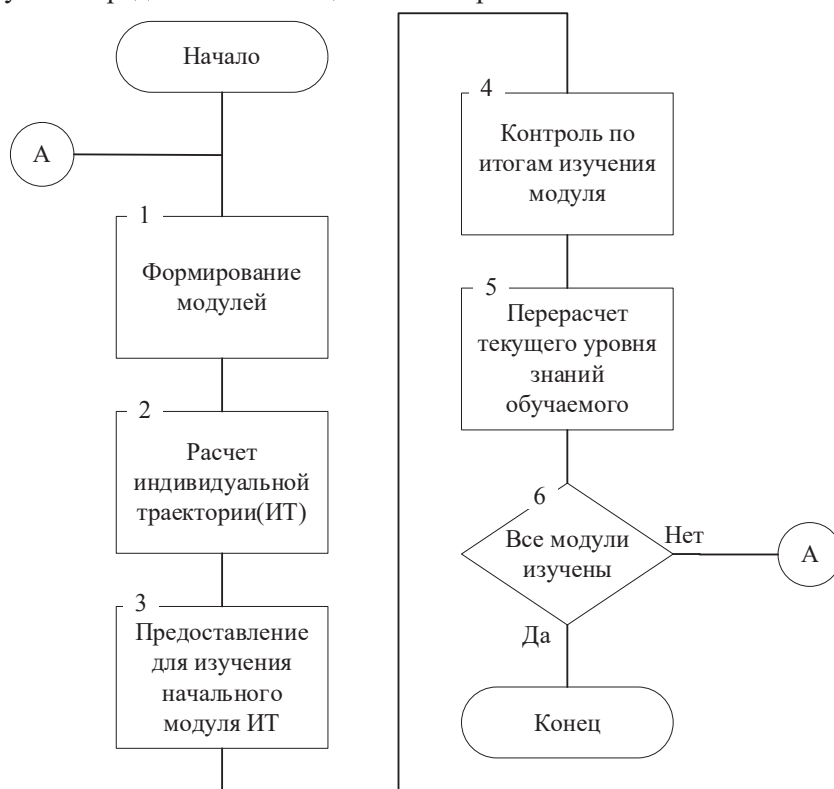 Начало
А
1
Формирование
модулей
2
Расчет
индивидуальной
траектории(ИТ)
3
Предоставление
для изучения
начального
модуля ИТ
4
Контроль по
итогам изучения
модуля
5
Перерасчет
текущего уровня
знаний
обучаемого
6
Все модули
изучены
Нет
А
Да
Конец